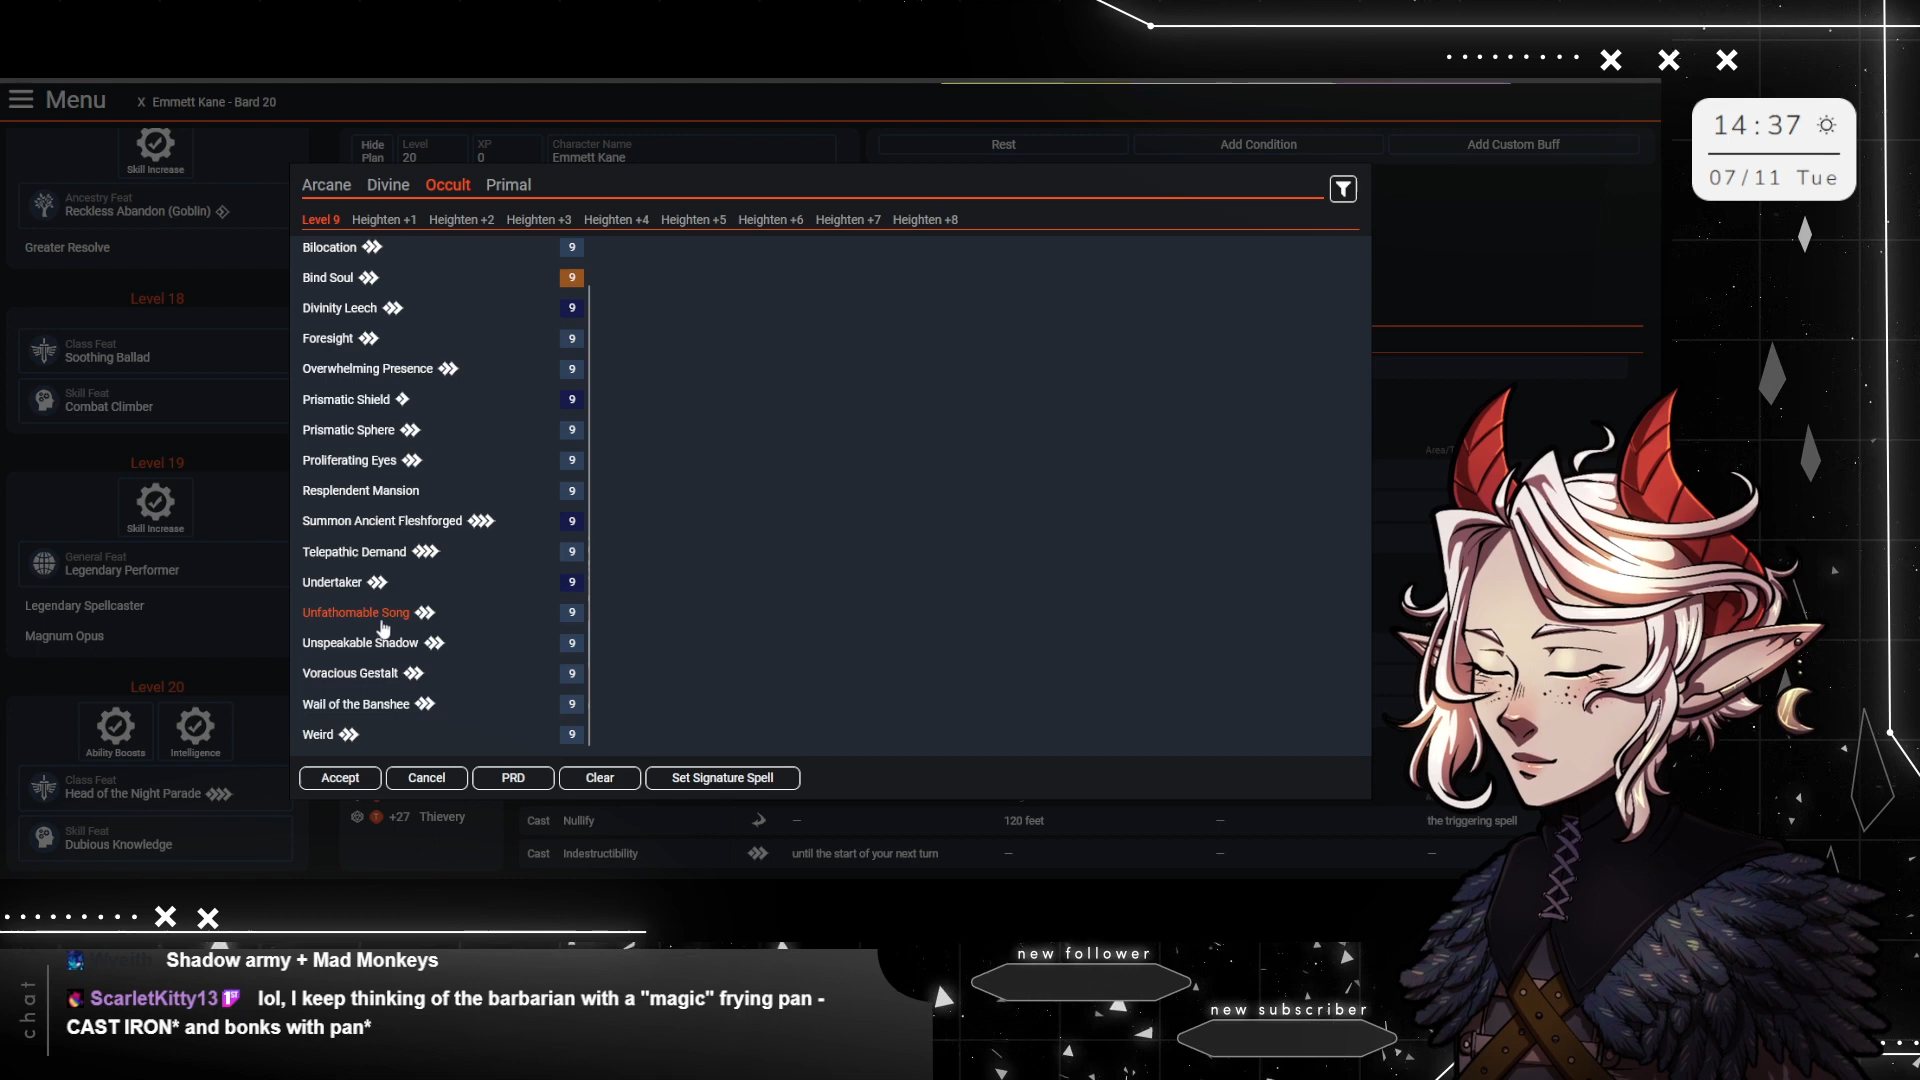 14:37
07/11 Tue
Menu
X Emmett Kane - Bard 20
Skill Increase
Ancestry Feat
Reckless Abandon (Goblin)
Greater Resolve
Level 18
Class Feat
Soothing Ballad
Skill Feat
Combat Climber
Level 19
Skill Increase
General Feat
Legendary Performer
Legendary Spellcaster
Magnum Opus
Level 20
Ability Boosts
Intelligence
Class Feat
Head of the Night Parade
Skill Feat
Dubious Knowledge
Hide Plan
Level
20
XP
0
Character Name
Emmett Kane
Rest
Add Condition
Add Custom Buff
Arcane Divine Occult Primal
Level 9 Heighten +1 Heighten +2 Heighten +3 Heighten +4 Heighten +5 Heighten +6 Heighten +7 Heighten +8
Bilocation 9
Bind Soul 9
Divinity Leech 9
Foresight 9
Overwhelming Presence 9
Prismatic Shield 9
Prismatic Sphere 9
Proliferating Eyes 9
Resplendent Mansion 9
Summon Ancient Fleshforged 9
Telepathic Demand 9
Undertaker 9
Unfathomable Song 9
Unspeakable Shadow 9
Voracious Gestalt 9
Wail of the Banshee 9
Weird 9
Accept Cancel PRD Clear Set Signature Spell
Area/T
T +27 Thievery
Cast Nullify — 120 feet — the triggering spell
Cast Indestructibility until the start of your next turn — — —
chat
Shadow army + Mad Monkeys
ScarletKitty13 lol, I keep thinking of the barbarian with a "magic" frying pan -
CAST IRON* and bonks with pan*
new follower
new subscriber